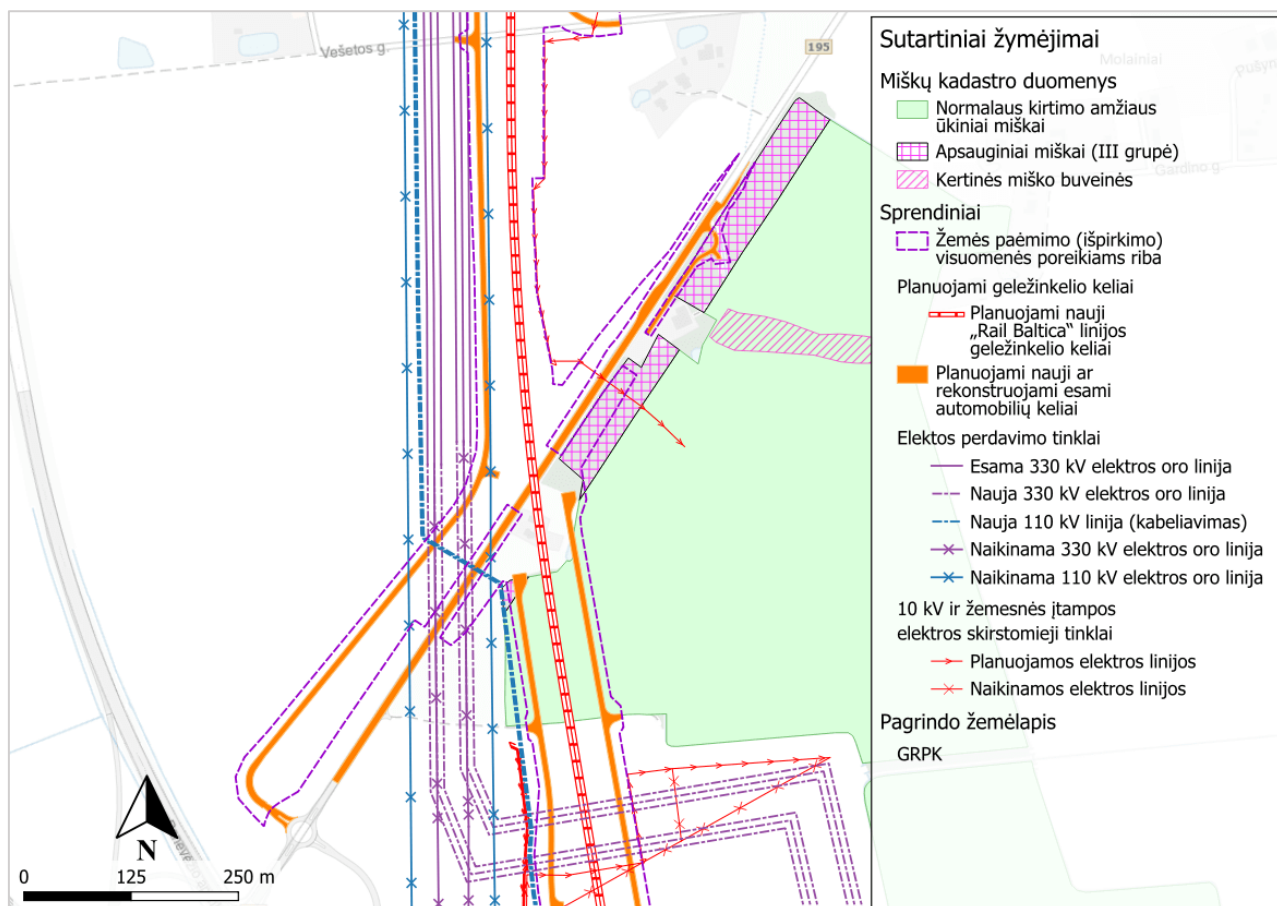 Vešetos g.
195
Molainiai
Pušyn
Gardino g.
Sutartiniai žymėjimai
Miškų kadastro duomenys
Normalaus kirtimo amžiaus
ūkiniai miškai
Apsauginiai miškai (III grupė)
Kertinės miško buveinės
Sprendiniai
Žemės paėmimo (išpirkimo)
visuomenės poreikiams riba
Planuojami geležinkelio keliai
Planuojami nauji
„Rail Baltica“ linijos
geležinkelio keliai
Planuojami nauji ar
rekonstruojami esami
automobilių keliai
Elektos perdavimo tinklai
Esama 330 kV elektros oro linija
Nauja 330 kV elektros oro linija
Nauja 110 kV linija (kabeliavimas)
Naikinama 330 kV elektros oro linija
Naikinama 110 kV elektros oro linija
10 kV ir žemesnės įtampos
elektros skirstomieji tinklai
Planuojamos elektros linijos
Naikinamos elektros linijos
Pagrindo žemėlapis
GRPK
N
0 125 250 m